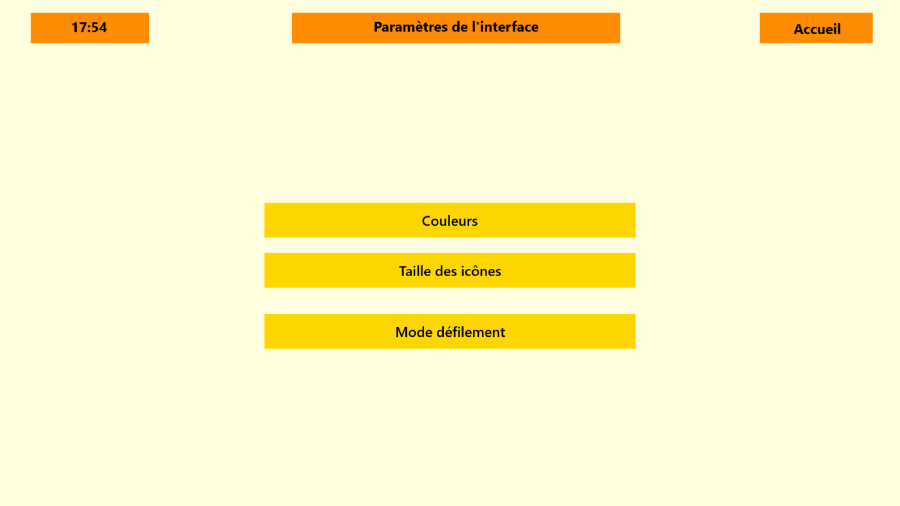 17:54
Paramètres de l'interface
Accueil
Couleurs
Taille des icônes
Mode défilement